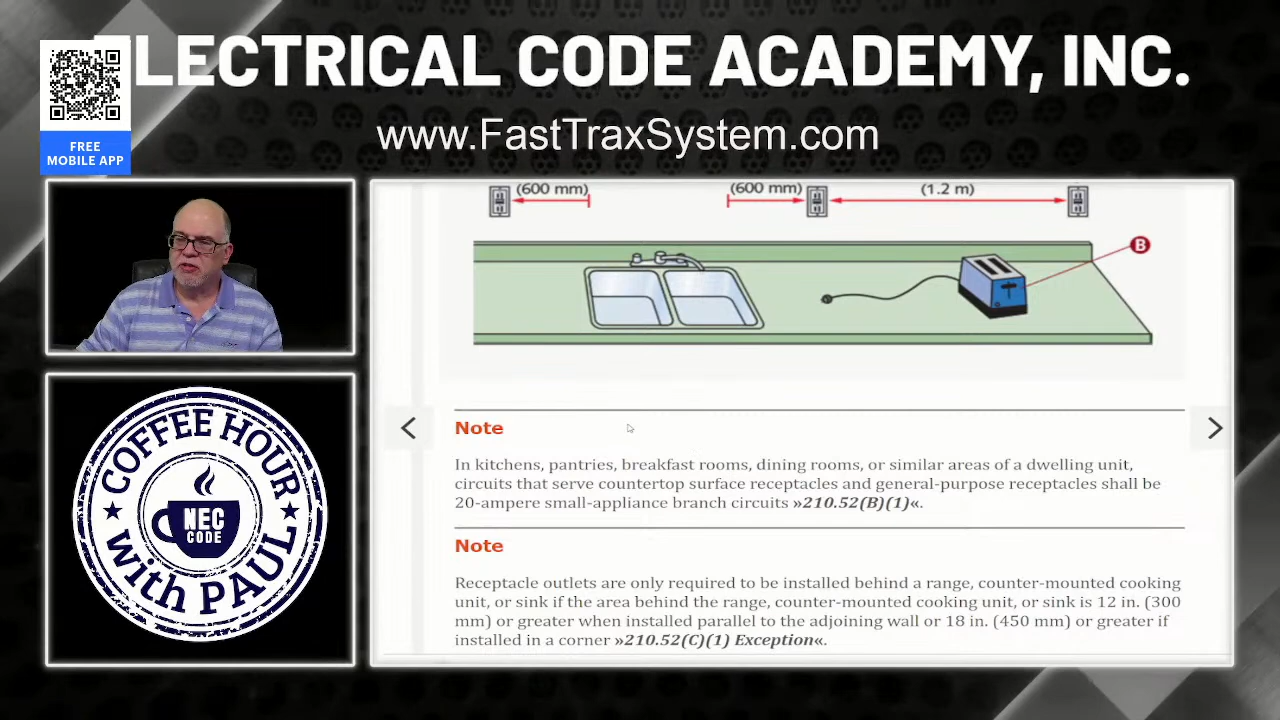 ELECTRICAL CODE ACADEMY, INC.
www.FastTraxSystem.com
FREE
MOBILE APP
(600 mm)
(600 mm)
(1.2 m)
B
COFFEE HOUR
NEC
CODE
with PAUL
Note
In kitchens, pantries, breakfast rooms, dining rooms, or similar areas of a dwelling unit,
circuits that serve countertop surface receptacles and general-purpose receptacles shall be
20-ampere small-appliance branch circuits »210.52(B)(1)«.
Note
Receptacle outlets are only required to be installed behind a range, counter-mounted cooking
unit, or sink if the area behind the range, counter-mounted cooking unit, or sink is 12 in. (300
mm) or greater when installed parallel to the adjoining wall or 18 in. (450 mm) or greater if
installed in a corner »210.52(C)(1) Exception«.